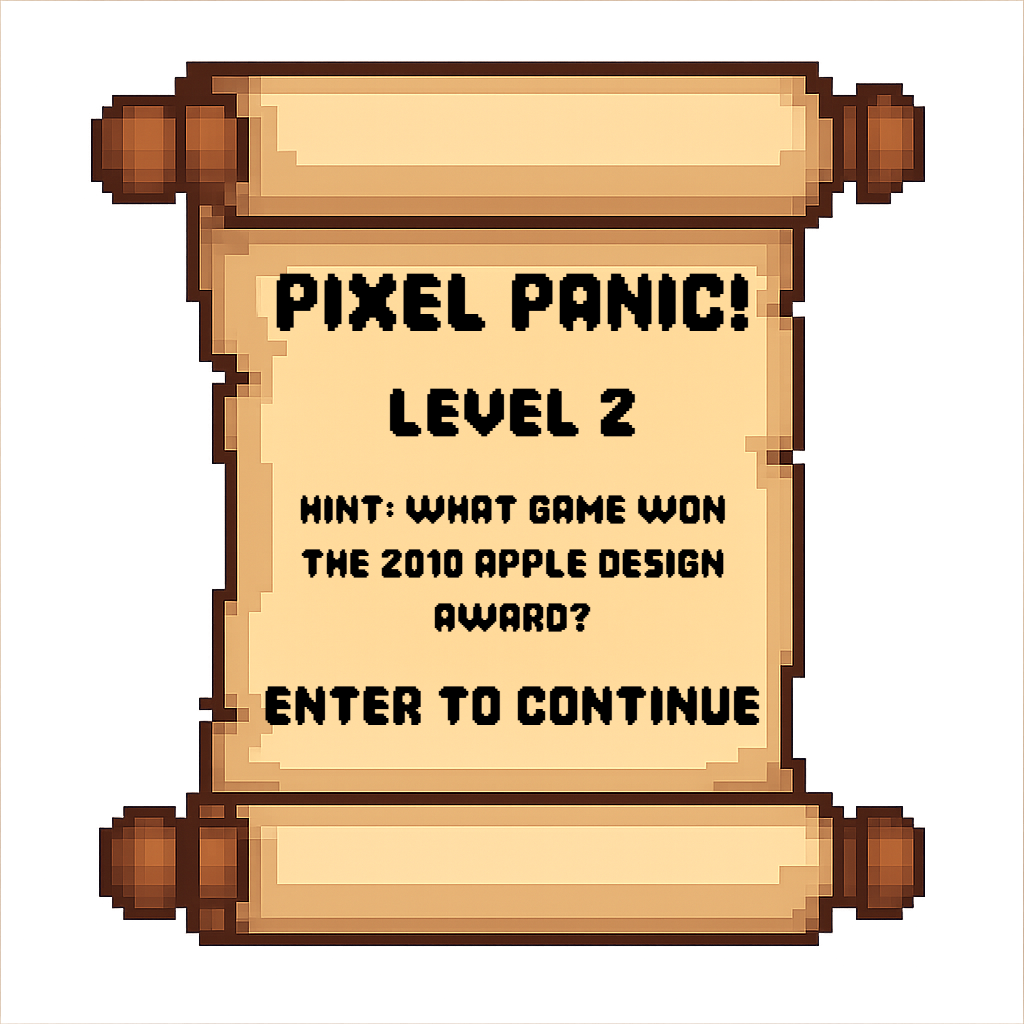 PIXEL PANIC!
LEVEL 2
HINT: WHAT GAME WON
THE 2010 APPLE DESIGN
AWARD?
ENTER TO CONTINUE